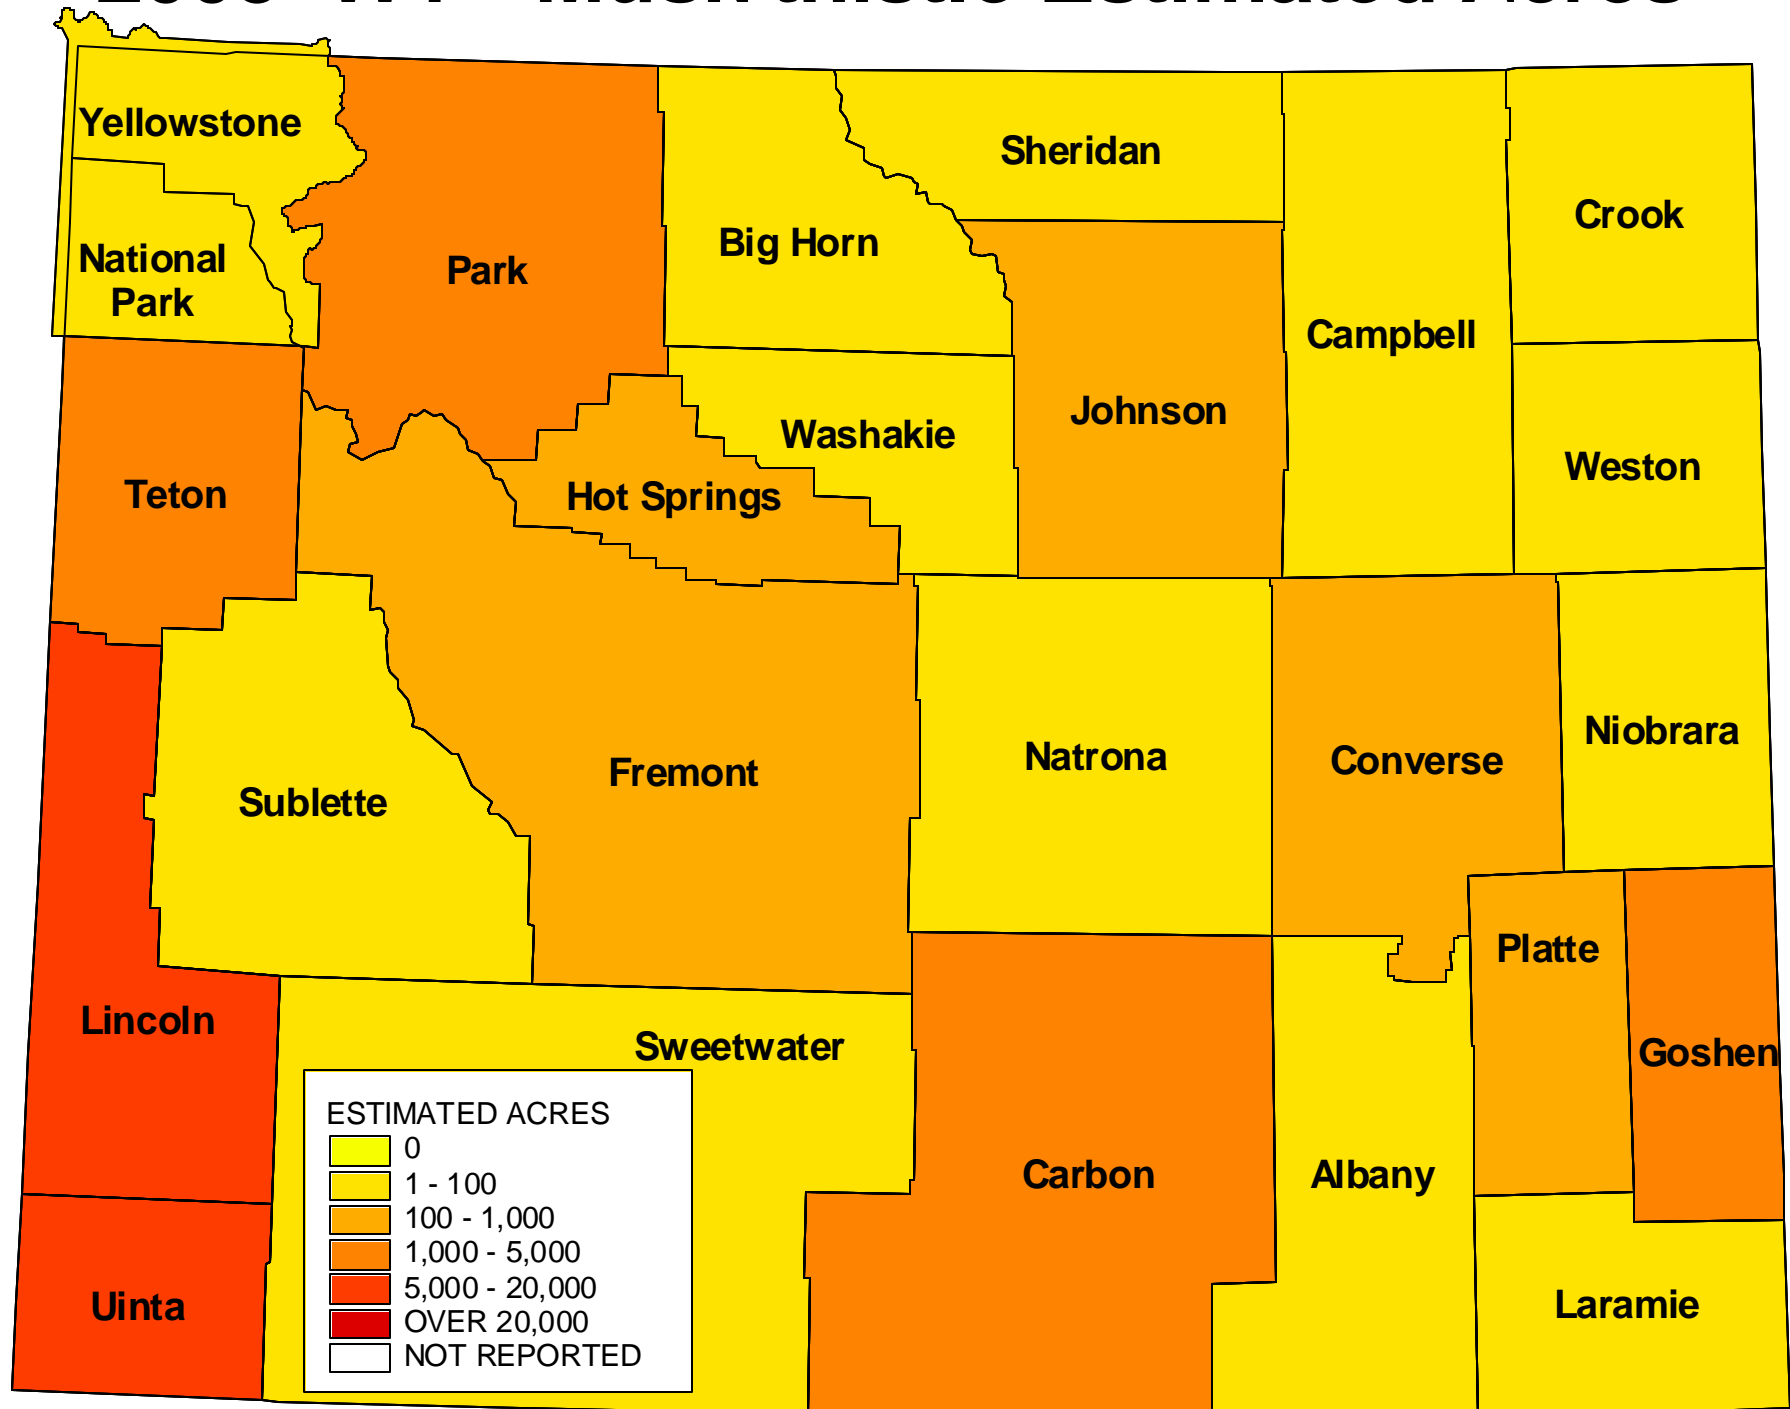 Yellowstone
National
Park
Park
Big Horn
Sheridan
Crook
Campbell
Johnson
Washakie
Weston
Teton
Hot Springs
Fremont
Natrona
Converse
Niobrara
Sublette
Platte
Lincoln
Sweetwater
Goshen
Carbon
Albany
Uinta
Laramie
ESTIMATED ACRES
0
1 - 100
100 - 1,000
1,000 - 5,000
5,000 - 20,000
OVER 20,000
NOT REPORTED